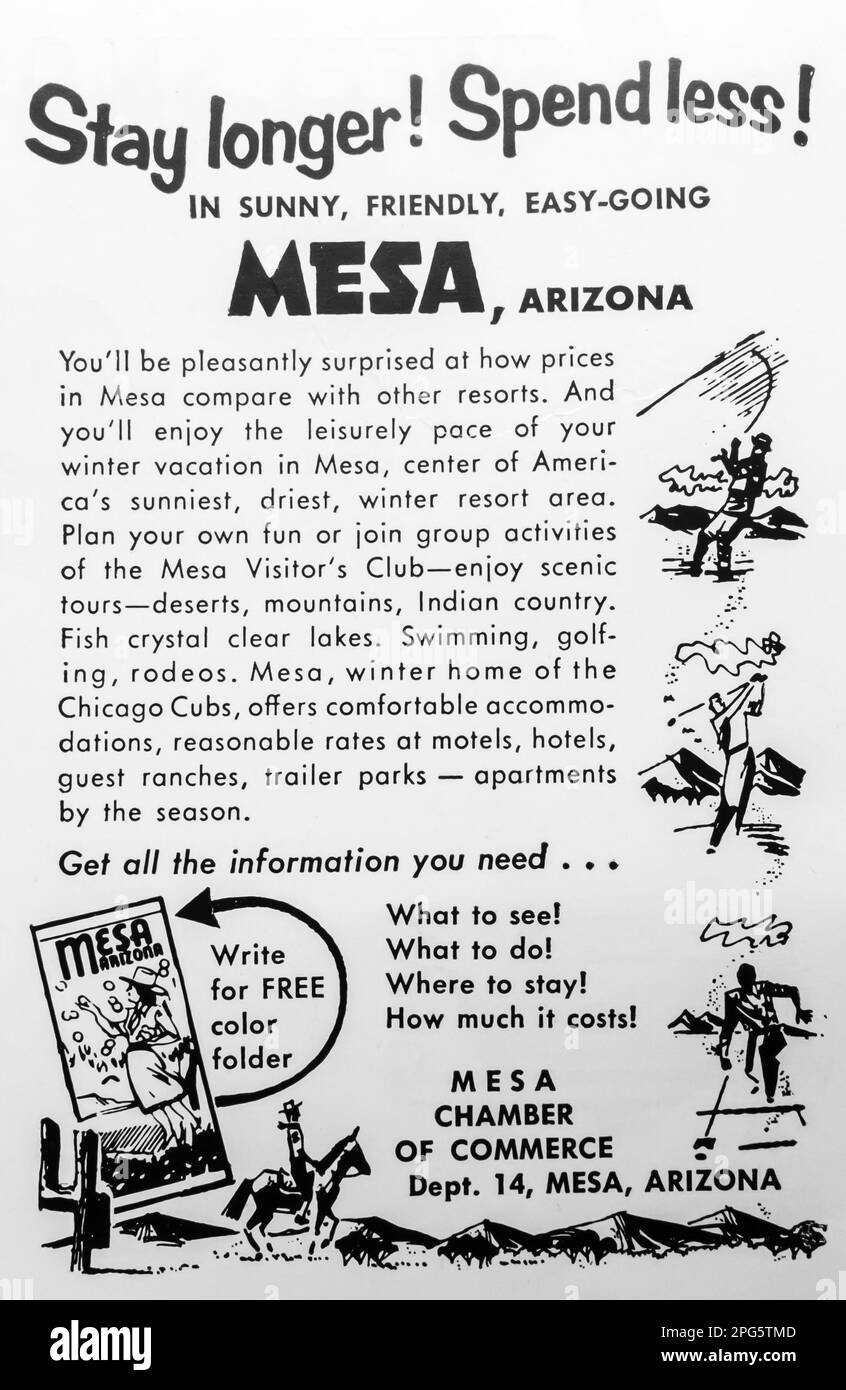 Stay longer! Spend less!
IN SUNNY, FRIENDLY, EASY-GOING
MESA, ARIZONA
You'll be pleasantly surprised at how prices
in Mesa compare with other resorts. And
you'll enjoy the leisurely pace of your
winter vacation in Mesa, center of Ameri-
ca's sunniest, driest, winter resort area.
Plan your own fun or join group activities
of the Mesa Visitor's Club—enjoy scenic
tours—deserts, mountains, Indian country.
Fish crystal clear lakes. Swimming, golf-
ing, rodeos. Mesa, winter home of the
Chicago Cubs, offers comfortable accommo-
dations, reasonable rates at motels, hotels,
guest ranches, trailer parks — apartments
by the season.
Get all the information you need . . .
MESA
ARIZONA
Write
for FREE
color
folder
What to see!
What to do!
Where to stay!
How much it costs!
MESA
CHAMBER
OF COMMERCE
Dept. 14, MESA, ARIZONA
alamy
Image ID: 2PG5TMD
www.alamy.com